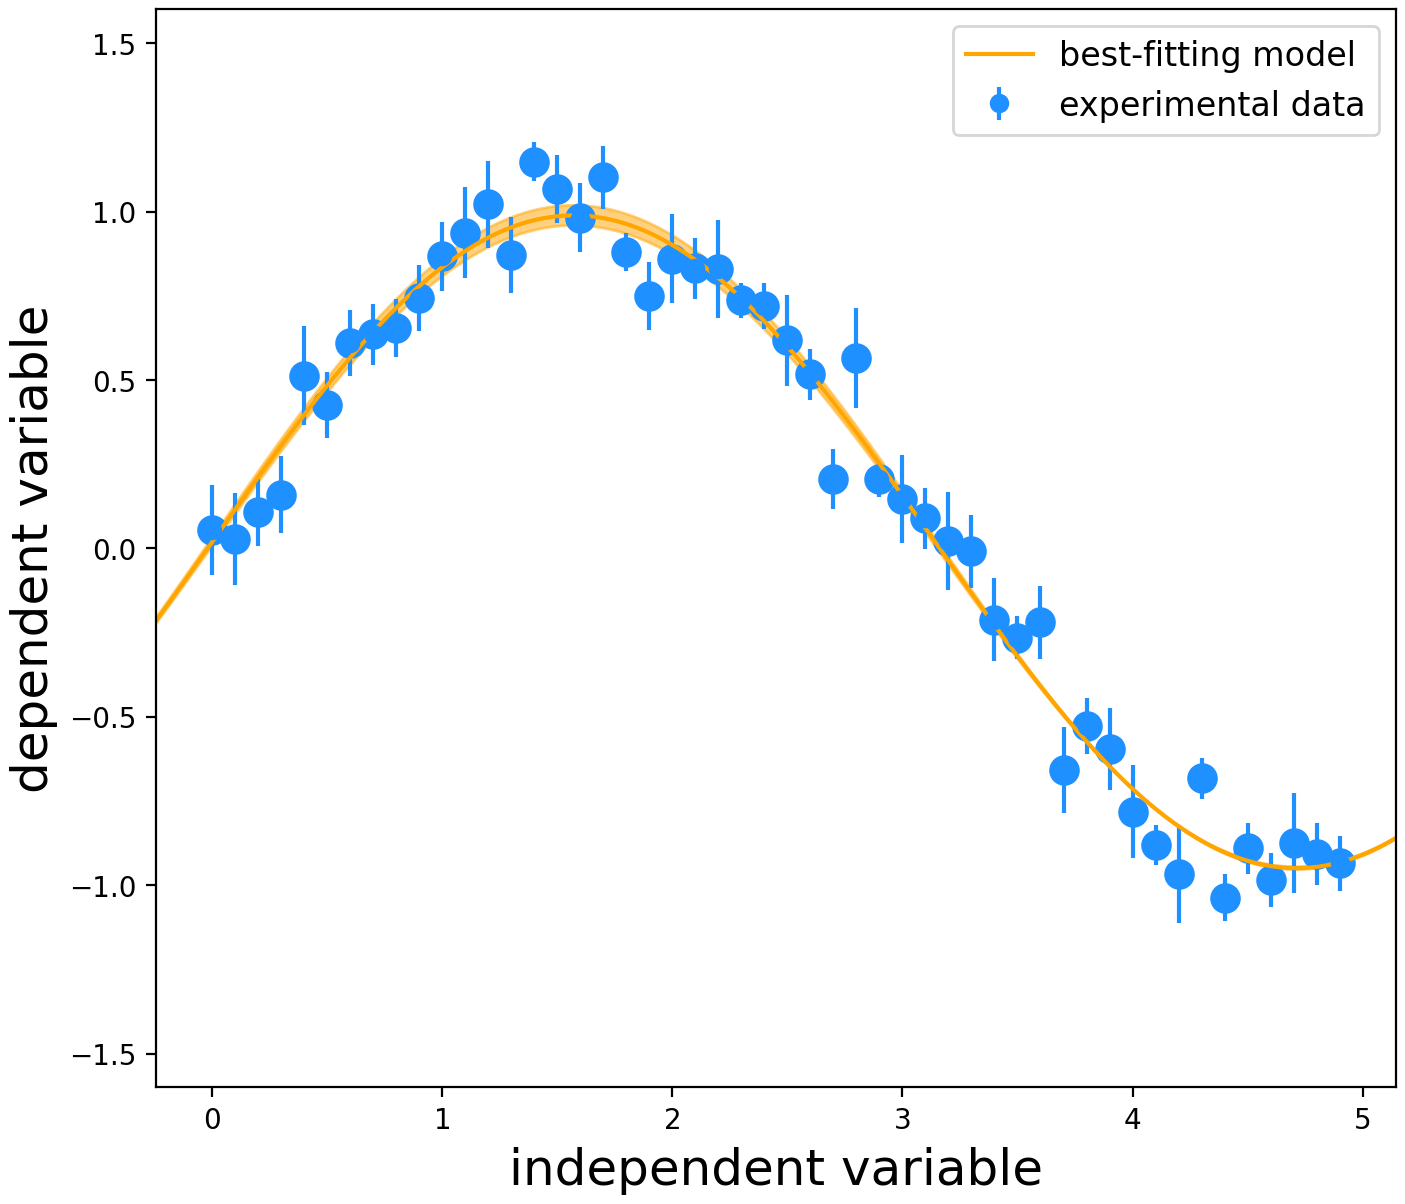 best-fitting model
experimental data
dependent variable
1.5
1.0
0.5
0.0
−0.5
−1.0
−1.5
0 1 2 3 4 5
independent variable